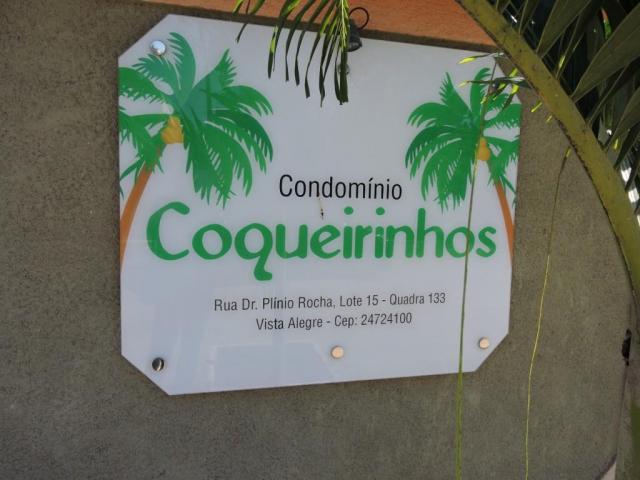 Condomínio
Coqueirinhos
Rua Dr. Plínio Rocha, Lote 15 - Quadra 133
Vista Alegre - Cep: 24724100